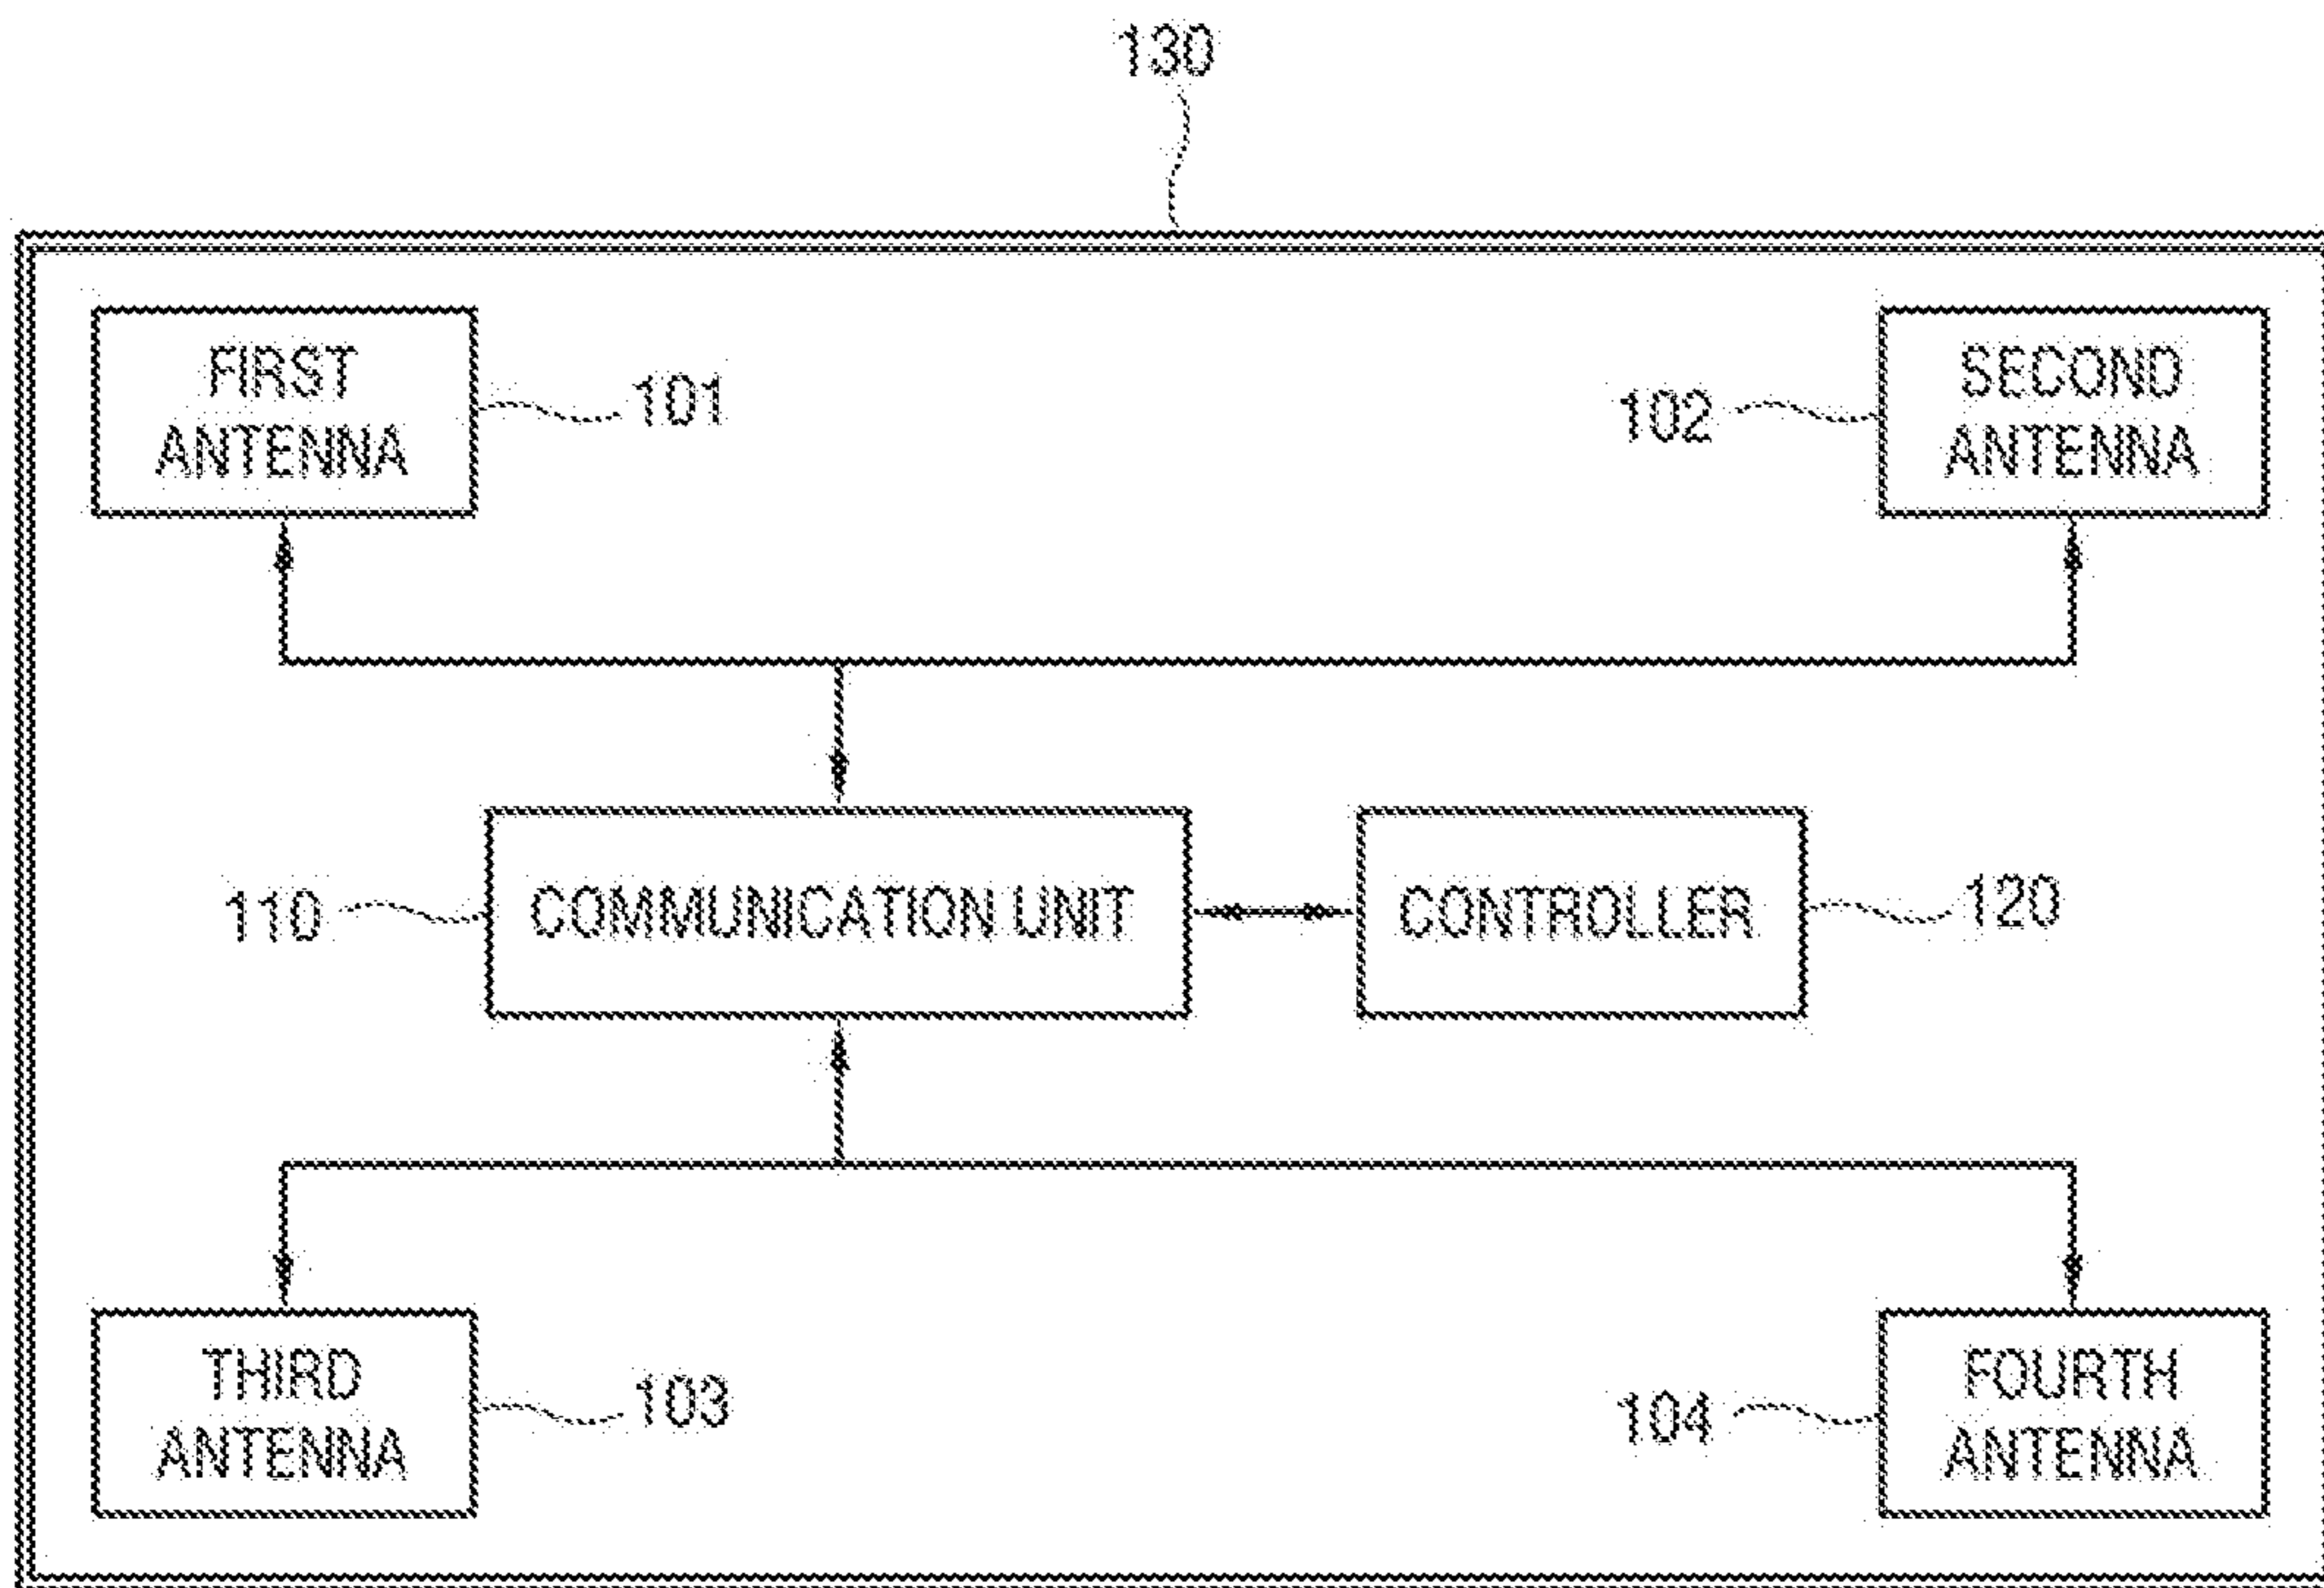 130
FIRST
ANTENNA
101
102
SECOND
ANTENNA
110
COMMUNICATION UNIT
CONTROLLER
120
THIRD
ANTENNA
103
104
FOURTH
ANTENNA